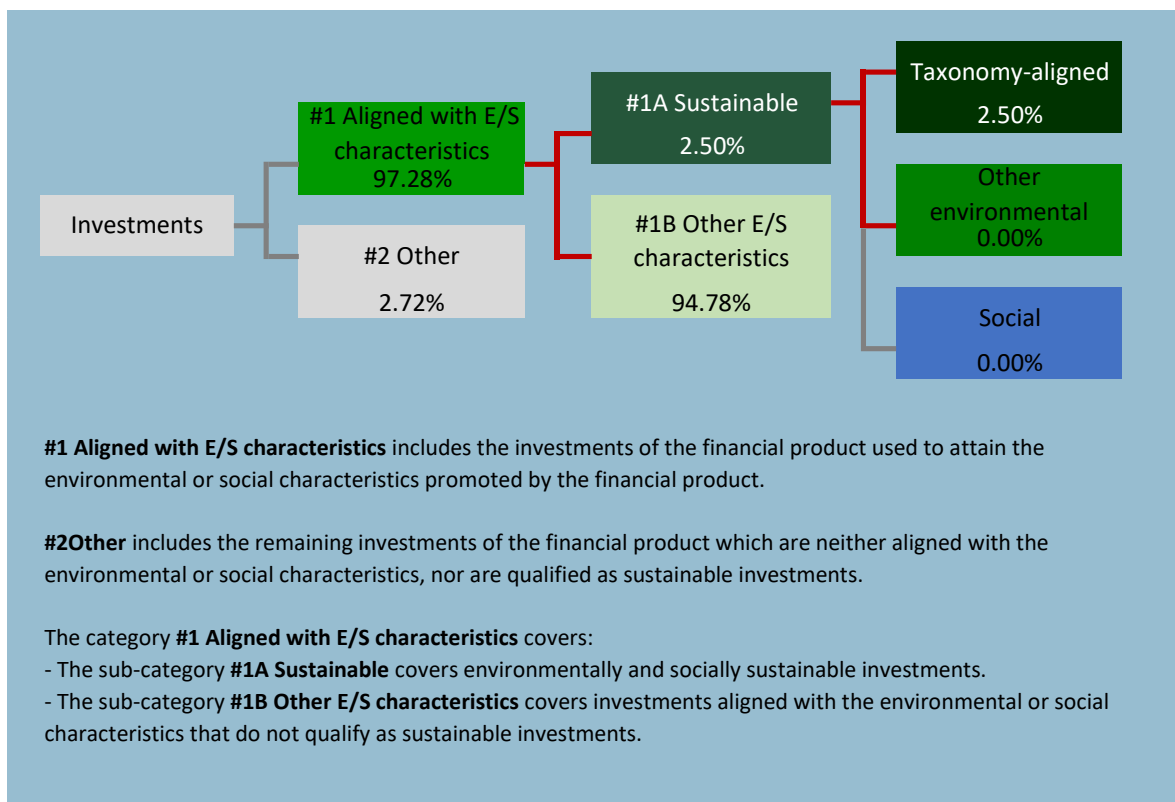 Investments
#1 Aligned with E/S
characteristics
97.28%
#2 Other
2.72%
#1A Sustainable
2.50%
#1B Other E/S
characteristics
94.78%
Taxonomy-aligned
2.50%
Other
environmental
0.00%
Social
0.00%
#1 Aligned with E/S characteristics includes the investments of the financial product used to attain the
environmental or social characteristics promoted by the financial product.
#2Other includes the remaining investments of the financial product which are neither aligned with the
environmental or social characteristics, nor are qualified as sustainable investments.
The category #1 Aligned with E/S characteristics covers:
- The sub-category #1A Sustainable covers environmentally and socially sustainable investments.
- The sub-category #1B Other E/S characteristics covers investments aligned with the environmental or social
characteristics that do not qualify as sustainable investments.